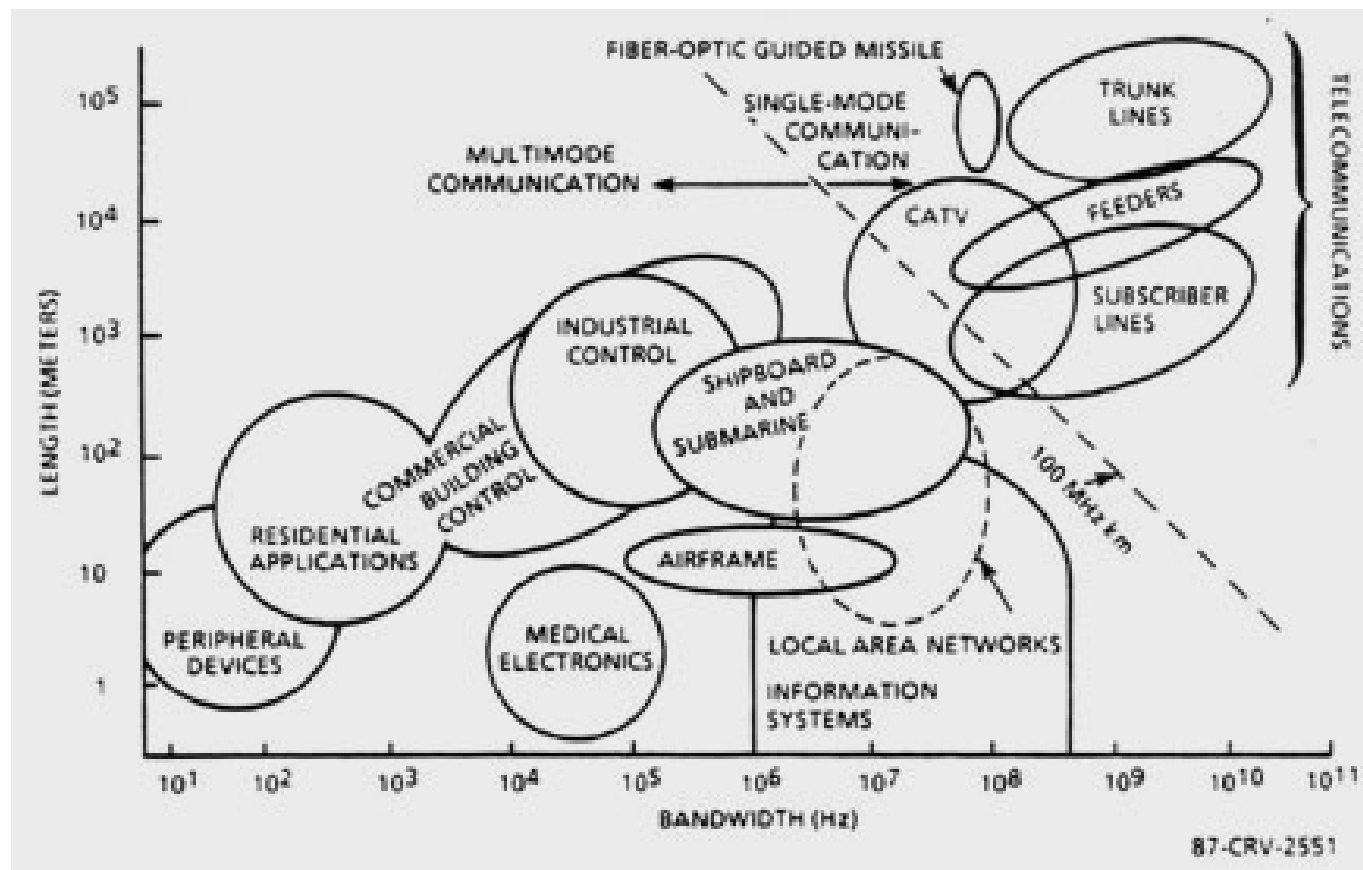 FIBER-OPTIC GUIDED MISSILE
SINGLE-MODE
COMMUNI-
CATION
MULTIMODE
COMMUNICATION
TRUNK
LINES
TELECOMMUNICATIONS
CATV
FEEDERS
SUBSCRIBER
LINES
INDUSTRIAL
CONTROL
SHIPBOARD
AND
SUBMARINE
COMMERCIAL
BUILDING
CONTROL
100 MHz km
RESIDENTIAL
APPLICATIONS
AIRFRAME
PERIPHERAL
DEVICES
MEDICAL
ELECTRONICS
LOCAL AREA NETWORKS
INFORMATION
SYSTEMS
LENGTH (METERS)
10⁵
10⁴
10³
10²
10
1
10¹ 10² 10³ 10⁴ 10⁵ 10⁶ 10⁷ 10⁸ 10⁹ 10¹⁰ 10¹¹
BANDWIDTH (Hz)
87-CRV-2551